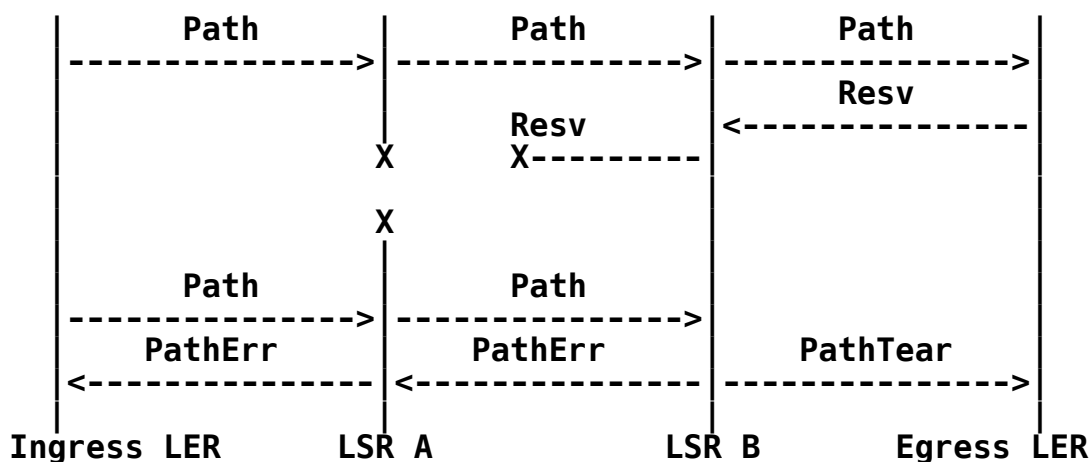 Path Path Path
--------------->| --------------->| --------------->
Resv
<---------------
Resv
X X---------
X
Path Path
---------------> --------------->
PathErr PathErr PathTear
<--------------- <--------------- --------------->
Ingress LER LSR A LSR B Egress LER